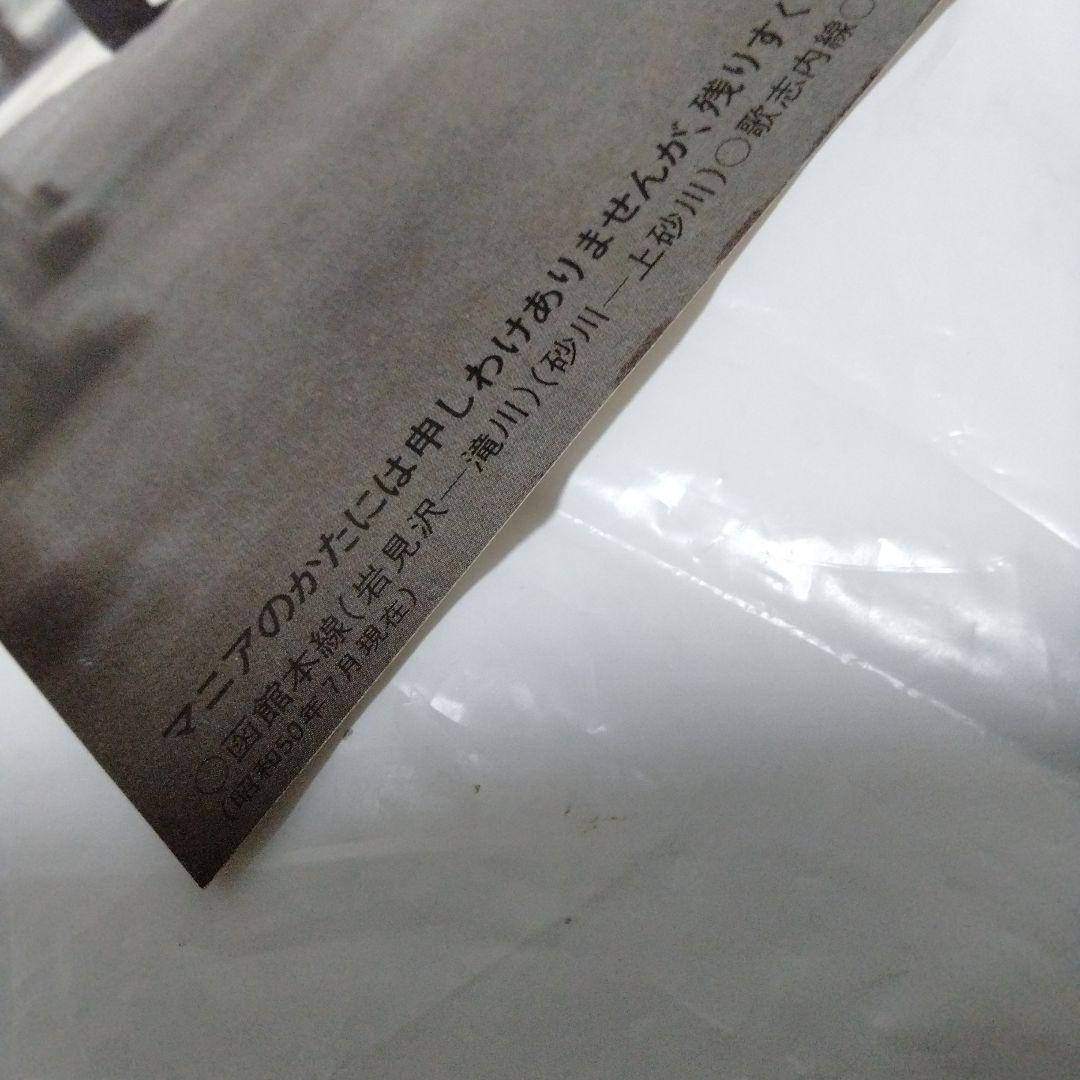 マニアのかたには申しわけありませんが、残りすく
○函館本線(岩見沢—滝川)(砂川—上砂川)○歌志内線○
(昭和50年7月現在)